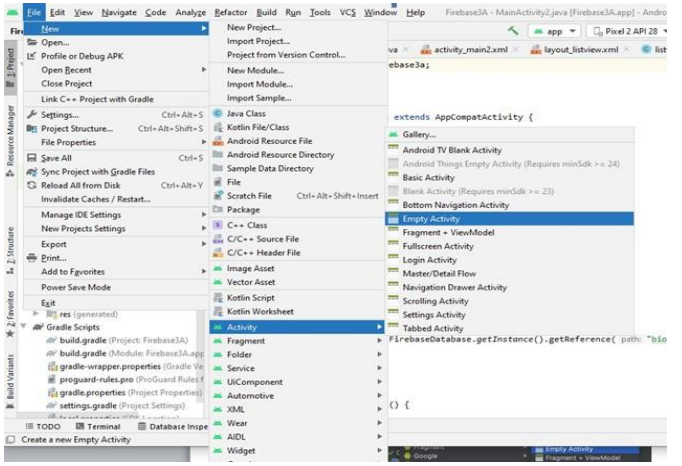 File Edit View Navigate Code Analyze Refactor Build Run Tools VCS Window Help Firebase3A - MainActivity2.java [Firebase3A.app] - Andro
New
Open...
Profile or Debug APK
Open Recent
Close Project
Link C++ Project with Gradle
Settings... Ctrl+Alt+S
Project Structure... Ctrl+Alt+Shift+S
File Properties
Save All Ctrl+S
Sync Project with Gradle Files
Reload All from Disk Ctrl+Alt+Y
Invalidate Caches / Restart...
Manage IDE Settings
New Projects Settings
Export
Print...
Add to Favorites
Power Save Mode
Exit
New Project...
Import Project...
Project from Version Control...
New Module...
Import Module...
Import Sample...
Java Class
Kotlin File/Class
Android Resource File
Android Resource Directory
Sample Data Directory
File
Scratch File Ctrl+Alt+Shift+Insert
Package
C++ Class
C/C++ Source File
C/C++ Header File
Image Asset
Vector Asset
Kotlin Script
Kotlin Worksheet
Activity
Fragment
Folder
Service
UiComponent
Automotive
XML
Wear
AIDL
Widget
Gallery...
Android TV Blank Activity
Android Things Empty Activity (Requires minSdk >= 24)
Basic Activity
Blank Activity (Requires minSdk >= 23)
Bottom Navigation Activity
Empty Activity
Fragment + ViewModel
Fullscreen Activity
Login Activity
Master/Detail Flow
Navigation Drawer Activity
Scrolling Activity
Settings Activity
Tabbed Activity
app Pixel 2 API 28
va activity_main2.xml layout_listview.xml list
ebase3a;
extends AppCompatActivity {
FirebaseDatabase.getInstance().getReference( path: "bio
() {
Fire
1: Project
Resource Manager
Z: Structure
2: Favorites
Build Variants
res (generated)
Gradle Scripts
build.gradle (Project: Firebase3A)
build.gradle (Module: Firebase3A.app
gradle-wrapper.properties (Gradle Ve
proguard-rules.pro (ProGuard Rules f
gradle.properties (Project Properties)
settings.gradle (Project Settings)
TODO Terminal Database Inspe
Create a new Empty Activity
Fragment
Google
Empty Activity
Fragment + ViewModel